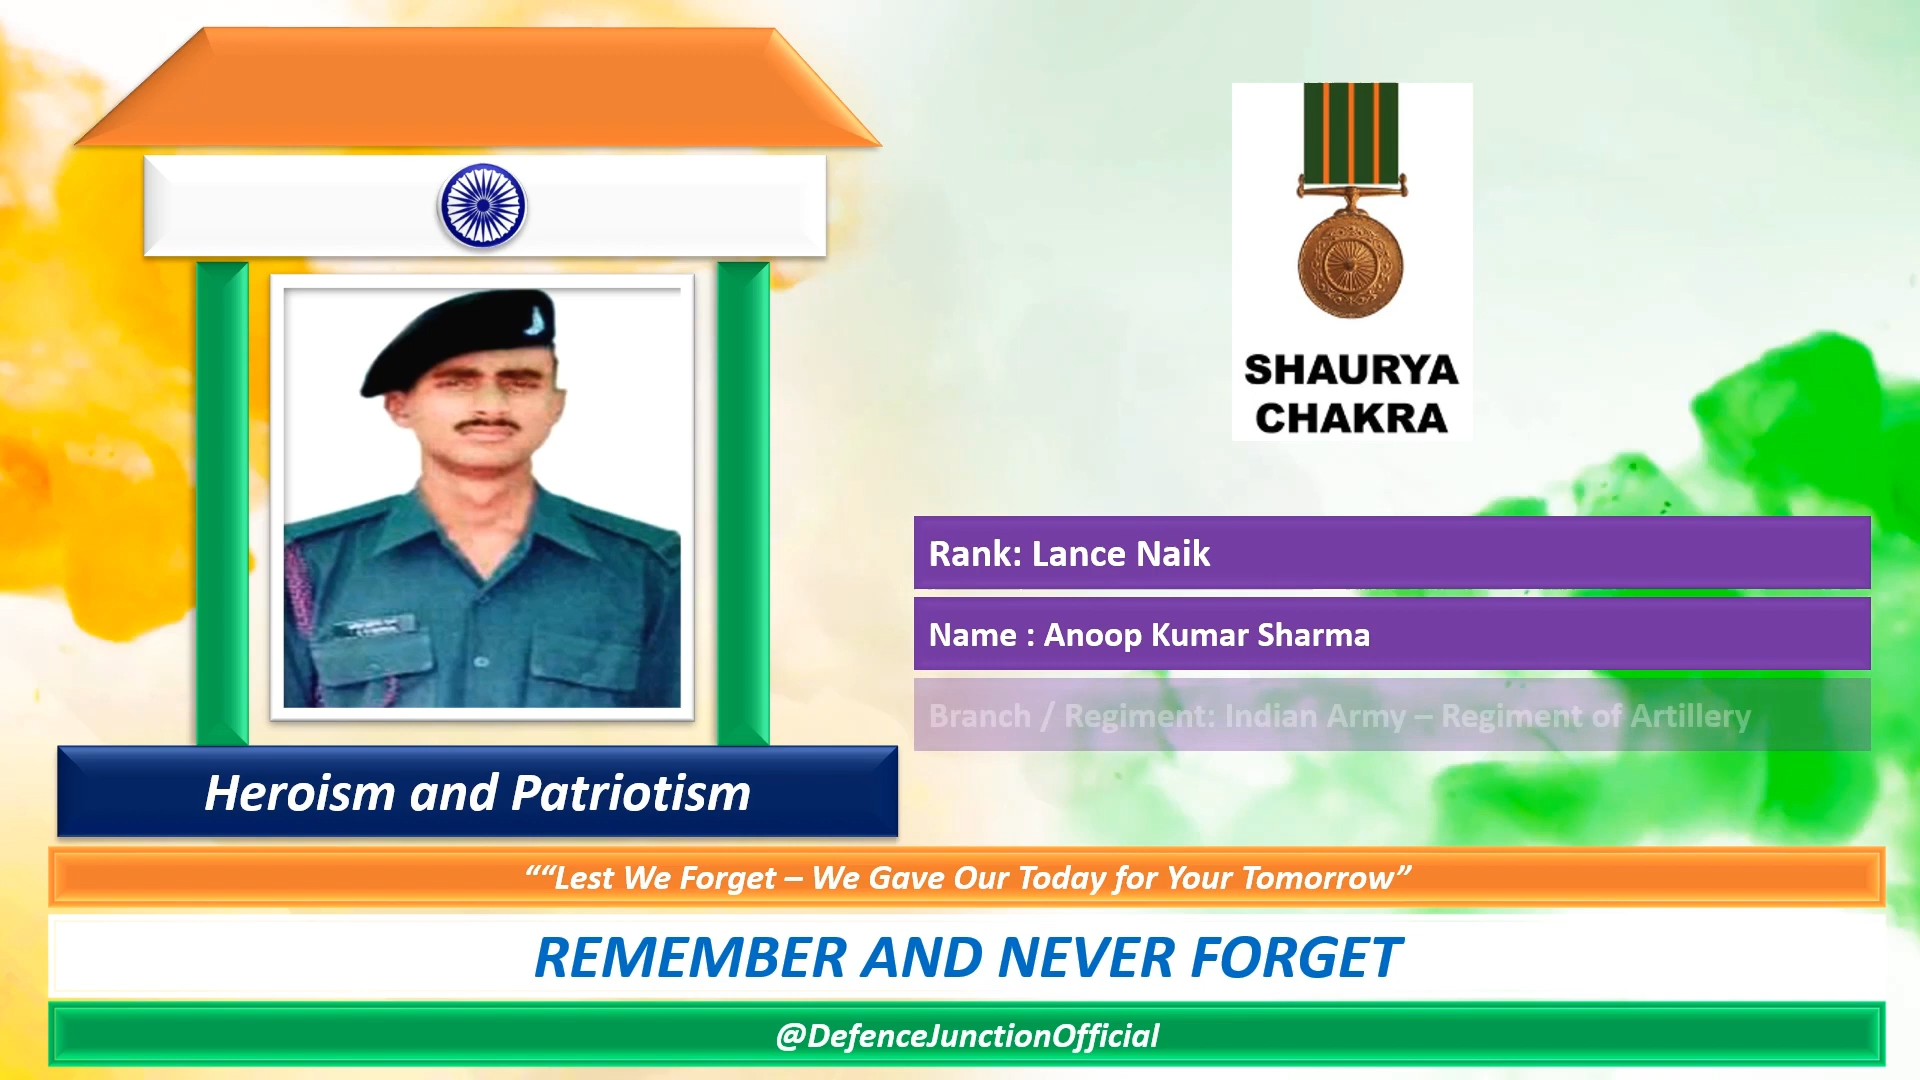 SHAURYA
CHAKRA
Rank: Lance Naik
Name : Anoop Kumar Sharma
Branch / Regiment: Indian Army – Regiment of Artillery
Heroism and Patriotism
““Lest We Forget – We Gave Our Today for Your Tomorrow”
REMEMBER AND NEVER FORGET
@DefenceJunctionOfficial